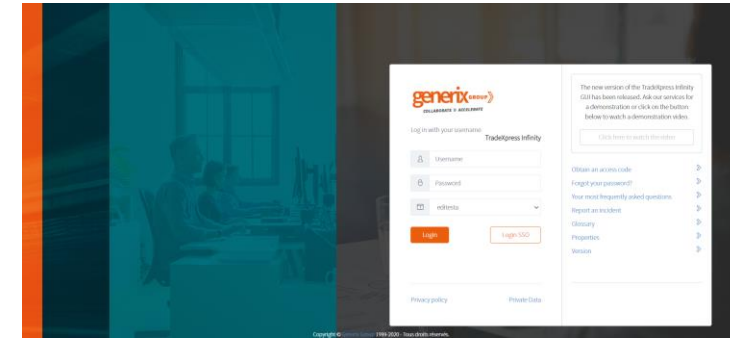 generix GROUP
COLLABORATE > ACCELERATE
Log in with your username
TradeXpress Infinity
Username
Password
editesta
Login
Login SSO
Privacy policy
Private Data
The new version of the TradeXpress Infinity
GUI has been released. Ask our services for
a demonstration or click on the button
below to watch a demonstration video.
Click here to watch the video
Obtain an access code
Forgot your password?
Your most frequently asked questions
Report an incident
Glossary
Properties
Version
Copyright © Generix Group 1999-2020 - Tous droits réservés.